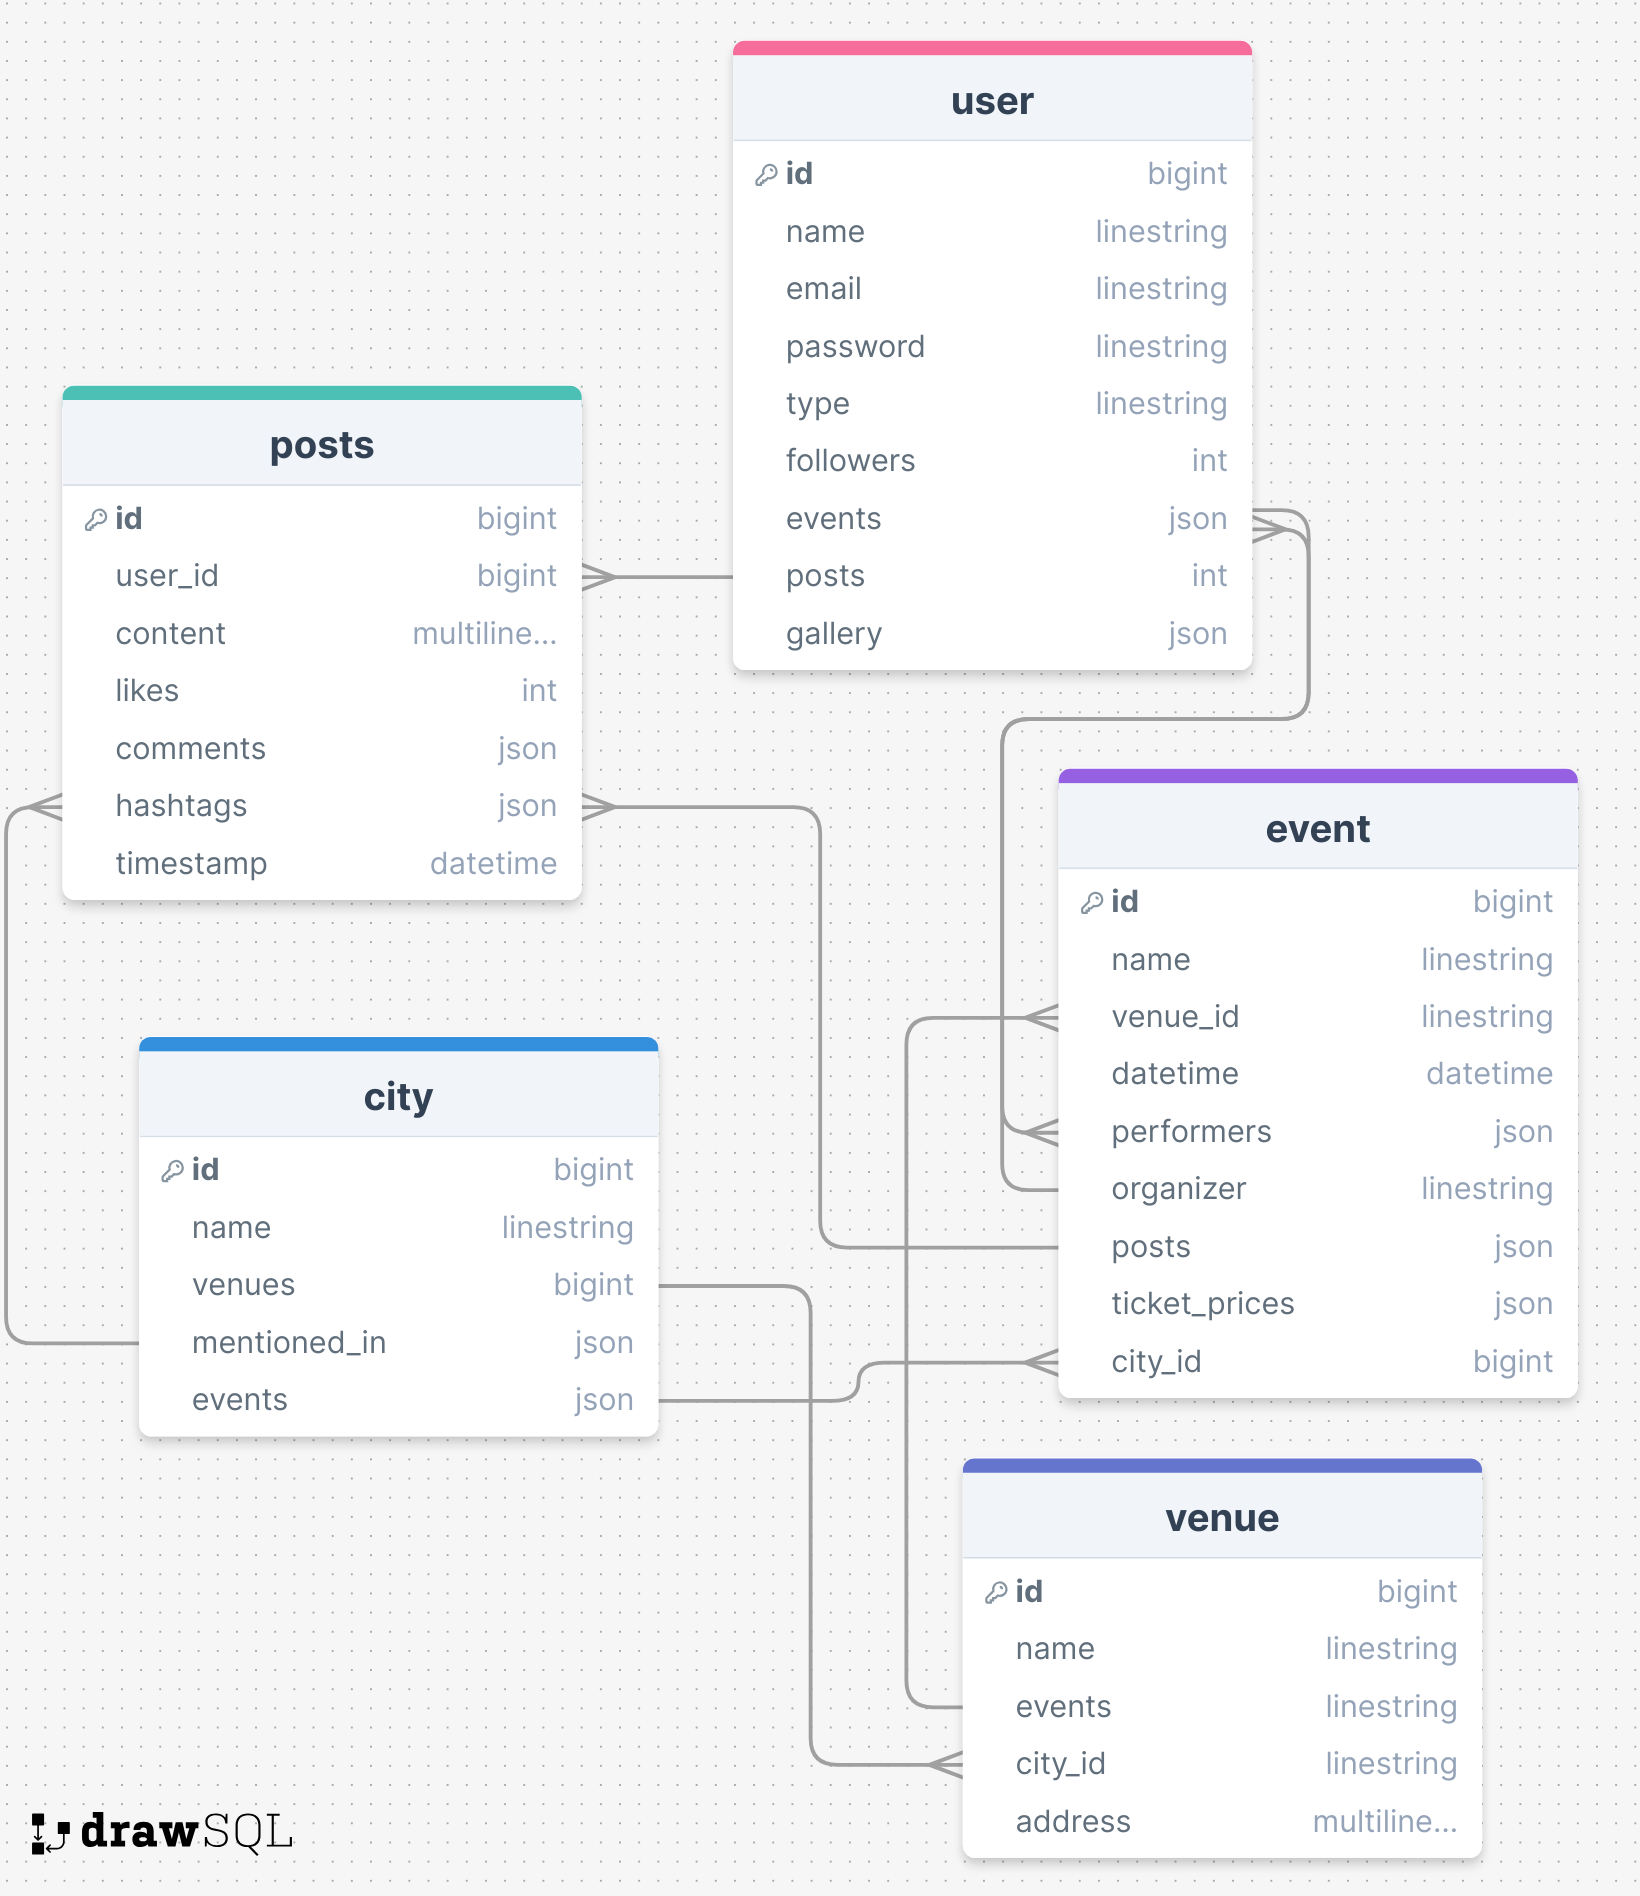 user
id bigint
name linestring
email linestring
password linestring
type linestring
followers int
events json
posts int
gallery json
posts
id bigint
user_id bigint
content multiline...
likes int
comments json
hashtags json
timestamp datetime
event
id bigint
name linestring
venue_id linestring
datetime datetime
performers json
organizer linestring
posts json
ticket_prices json
city_id bigint
city
id bigint
name linestring
venues bigint
mentioned_in json
events json
venue
id bigint
name linestring
events linestring
city_id linestring
address multiline...
drawSQL